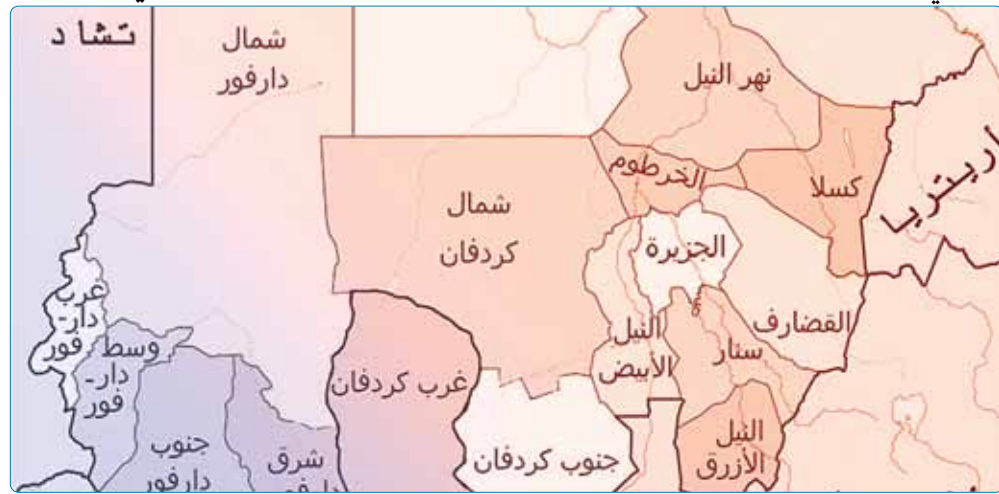 تشاد
شمال
دارفور
نهر النيل
الخرطوم
كسلا
أريتريا
شمال
كردفان
الجزيرة
غرب
دار-
فور
وسط
دار-
فور
النيل
الأبيض
سنار
القضارف
غرب كردفان
جنوب
دارفور
شرق
جنوب كردفان
النيل
الأزرق